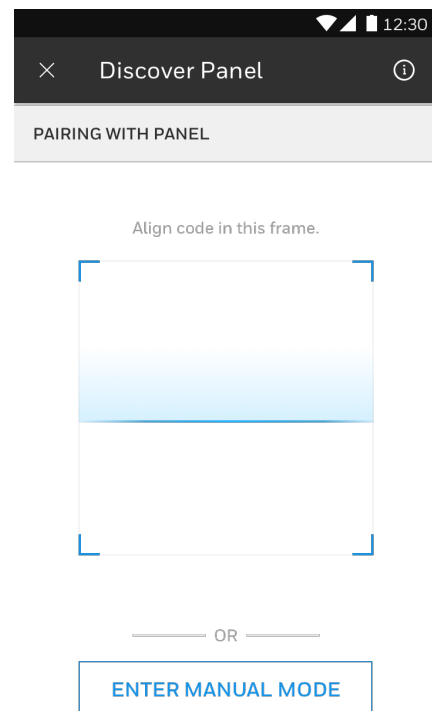 12:30
Discover Panel
PAIRING WITH PANEL
Align code in this frame.
OR
ENTER MANUAL MODE